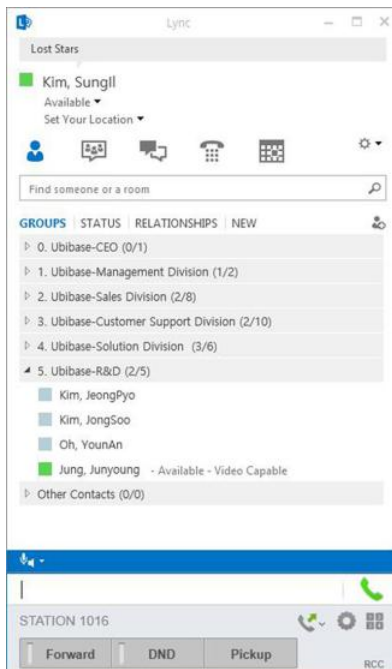 Lync
Lost Stars
Kim, SungIl
Available
Set Your Location
Find someone or a room
GROUPS STATUS RELATIONSHIPS NEW
0. Ubibase-CEO (0/1)
1. Ubibase-Management Division (1/2)
2. Ubibase-Sales Division (2/8)
3. Ubibase-Customer Support Division (2/10)
4. Ubibase-Solution Division (3/6)
5. Ubibase-R&D (2/5)
Kim, JeongPyo
Kim, JongSoo
Oh, YounAn
Jung, Junyoung - Available - Video Capable
Other Contacts (0/0)
STATION 1016
Forward DND Pickup
RCC